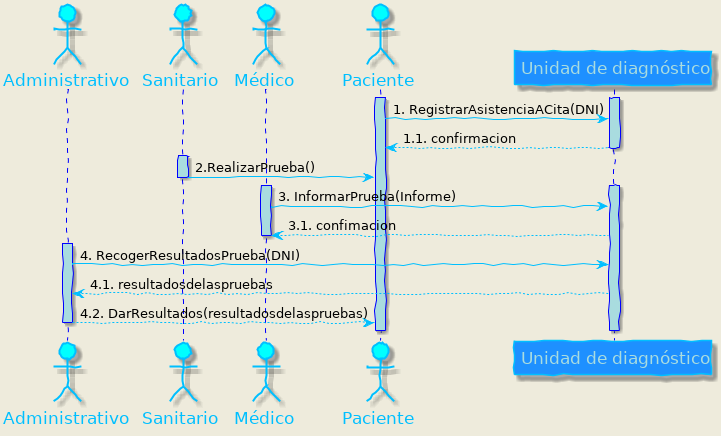 Administrativo Sanitario Médico Paciente Unidad de diagnóstico
1. RegistrarAsistenciaACita(DNI)
1.1. confirmacion
2.RealizarPrueba()
3. InformarPrueba(Informe)
3.1. confimacion
4. RecogerResultadosPrueba(DNI)
4.1. resultadosdelaspruebas
4.2. DarResultados(resultadosdelaspruebas)
Administrativo Sanitario Médico Paciente Unidad de diagnóstico